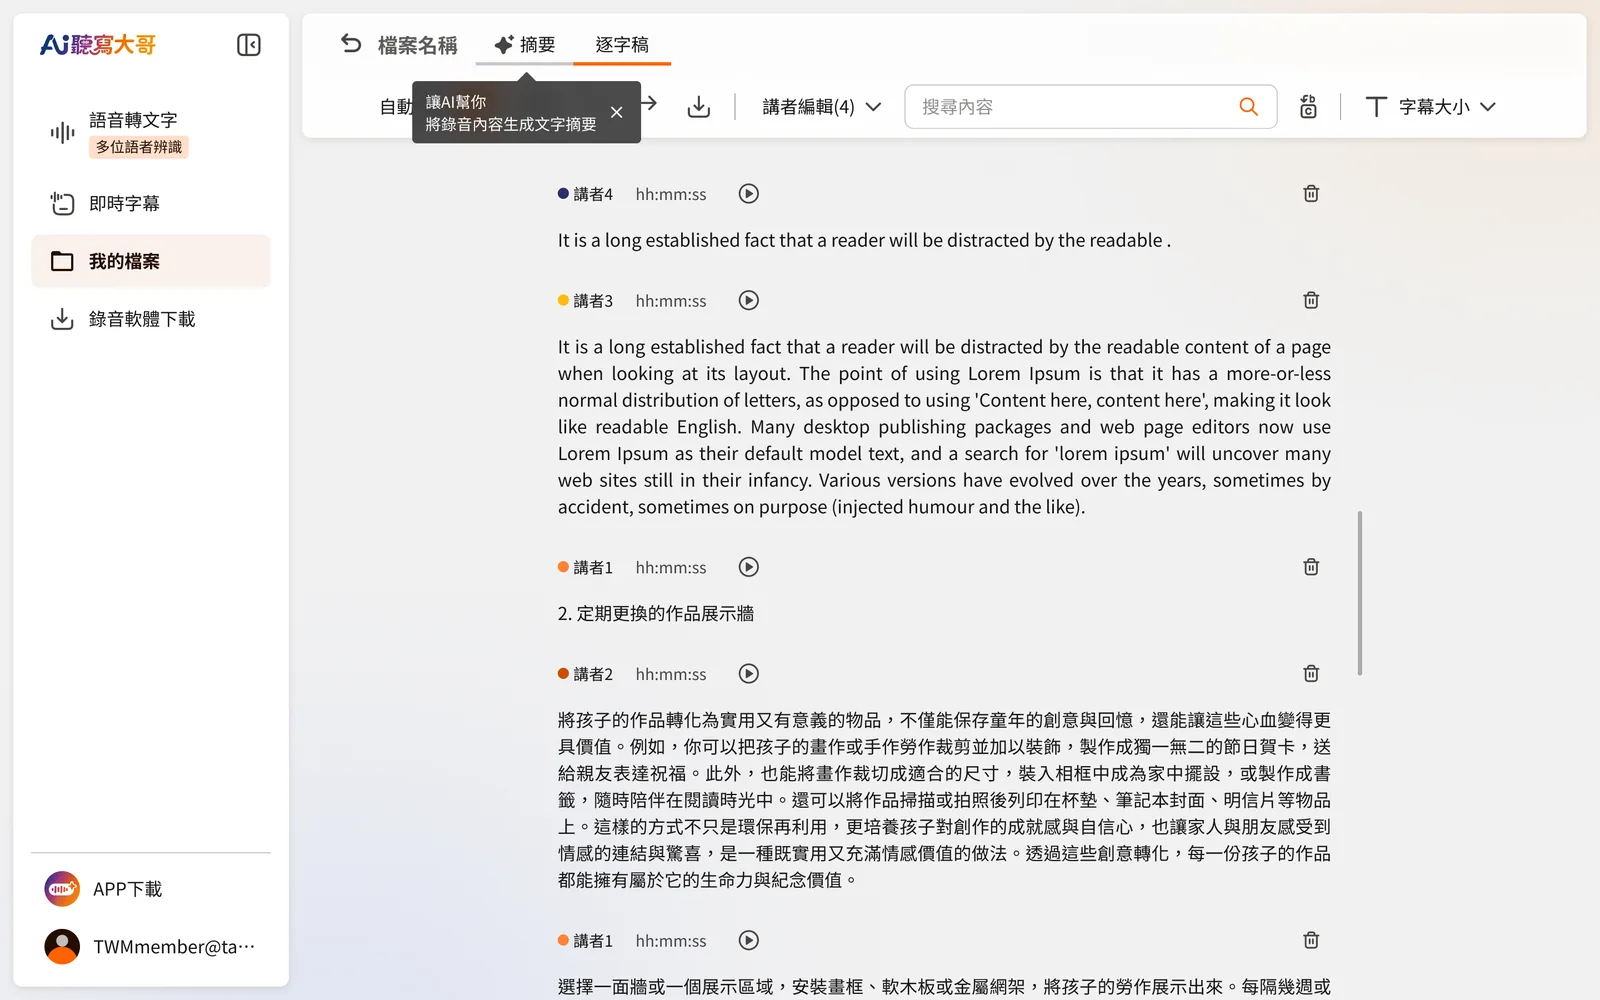 Ai聽寫大哥
語音轉文字
多位語者辨識
即時字幕
我的檔案
錄音軟體下載
APP下載
TWMmember@ta···
檔案名稱
摘要
逐字稿
自動
讓AI幫你
將錄音內容生成文字摘要
講者編輯(4)
搜尋內容
字幕大小
講者4 hh:mm:ss
It is a long established fact that a reader will be distracted by the readable .
講者3 hh:mm:ss
It is a long established fact that a reader will be distracted by the readable content of a page
when looking at its layout. The point of using Lorem Ipsum is that it has a more-or-less
normal distribution of letters, as opposed to using 'Content here, content here', making it look
like readable English. Many desktop publishing packages and web page editors now use
Lorem Ipsum as their default model text, and a search for 'lorem ipsum' will uncover many
web sites still in their infancy. Various versions have evolved over the years, sometimes by
accident, sometimes on purpose (injected humour and the like).
講者1 hh:mm:ss
2. 定期更換的作品展示牆
講者2 hh:mm:ss
將孩子的作品轉化為實用又有意義的物品，不僅能保存童年的創意與回憶，還能讓這些心血變得更
具價值。例如，你可以把孩子的畫作或手作勞作裁剪並加以裝飾，製作成獨一無二的節日賀卡，送
給親友表達祝福。此外，也能將畫作裁切成適合的尺寸，裝入相框中成為家中擺設，或製作成書
籤，隨時陪伴在閱讀時光中。還可以將作品掃描或拍照後列印在杯墊、筆記本封面、明信片等物品
上。這樣的方式不只是環保再利用，更培養孩子對創作的成就感與自信心，也讓家人與朋友感受到
情感的連結與驚喜，是一種既實用又充滿情感價值的做法。透過這些創意轉化，每一份孩子的作品
都能擁有屬於它的生命力與紀念價值。
講者1 hh:mm:ss
選擇一面牆或一個展示區域，安裝畫框、軟木板或金屬網架，將孩子的勞作展示出來。每隔幾週或